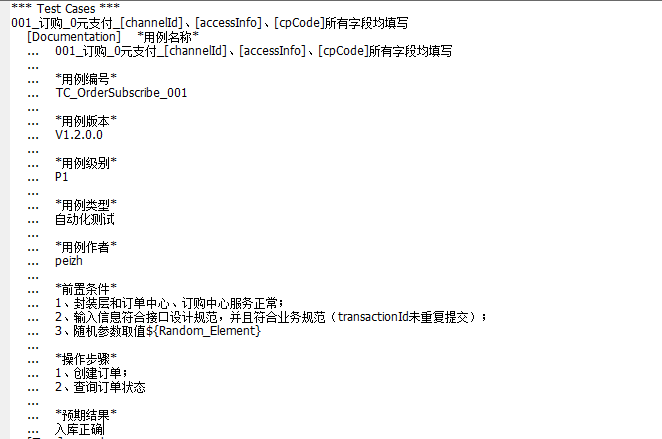 *** Test Cases ***
001_订购_0元支付_[channelId]、[accessInfo]、[cpCode]所有字段均填写
[Documentation] *用例名称*
... 001_订购_0元支付_[channelId]、[accessInfo]、[cpCode]所有字段均填写
...
... *用例编号*
... TC_OrderSubscribe_001
...
... *用例版本*
... V1.2.0.0
...
... *用例级别*
... P1
...
... *用例类型*
... 自动化测试
...
... *用例作者*
... peizh
...
... *前置条件*
... 1、封装层和订单中心、订购中心服务正常;
... 2、输入信息符合接口设计规范，并且符合业务规范（transactionId未重复提交）;
... 3、随机参数取值${Random_Element}
...
... *操作步骤*
... 1、创建订单;
... 2、查询订单状态
...
... *预期结果*
... 入库正确